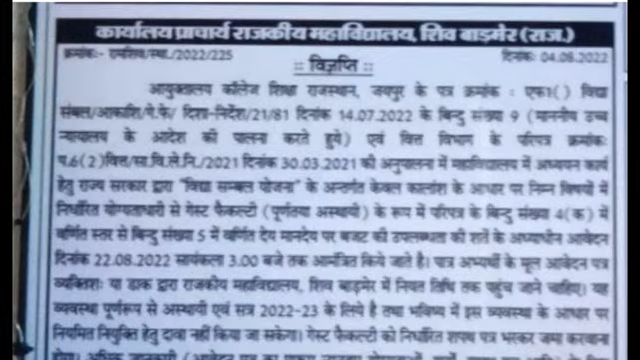 कार्यालय प्राचार्य राजकीय महाविद्यालय, शिव बाड़मेर (राज.)
क्रमांक:- रामशिव/स्था./2022/225 दिनांक: 04.08.2022
:: विज्ञप्ति ::
आयुक्तालय कॉलेज शिक्षा राजस्थान, जयपुर के पत्र क्रमांक : एफ1() विद्या
संबल/आकाशि/गे.फे/ दिशा-निर्देश/21/81 दिनांक 14.07.2022 के बिन्दु संख्या 9 (माननीय उच्च
न्यायालय के आदेश की पालना करते हुये) एवं वित्त विभाग के परिपत्र क्रमांक:
प.6(2)वित्त/सा.वि.ले.नि./2021 दिनांक 30.03.2021 की अनुपालना में महाविद्यालय में अध्ययन कार्य
हेतु राज्य सरकार द्वारा "विद्या सम्बल योजना" के अन्तर्गत केवल कालांश के आधार पर निम्न विषयों में
निर्धारित योग्यताधारी से गेस्ट फैकल्टी (पूर्णतया अस्थायी) के रूप में परिपत्र के बिन्दु संख्या 4(क) में
वर्णित स्तर से बिन्दु संख्या 5 में वर्णित देय मानदेय पर बजट की उपलब्धता की शर्त के अध्याधीन आवेदन
दिनांक 22.08.2022 सायंकाल 3.00 बजे तक आमंत्रित किये जाते है। पात्र अभ्यर्थी के मूल आवेदन पत्र
व्यक्तिशः या डाक द्वारा राजकीय महाविद्यालय, शिव बाड़मेर में नियत तिथि तक पहुंच जाने चाहिए। यह
व्यवस्था पूर्णरूप से अस्थायी एवं सत्र 2022-23 के लिये है तथा भविष्य में इस व्यवस्था के आधार पर
नियमित नियुक्ति हेतु दावा नहीं किया जा सकेगा। गेस्ट फैकल्टी को निर्धारित शपथ पत्र भरकर जमा करवाना